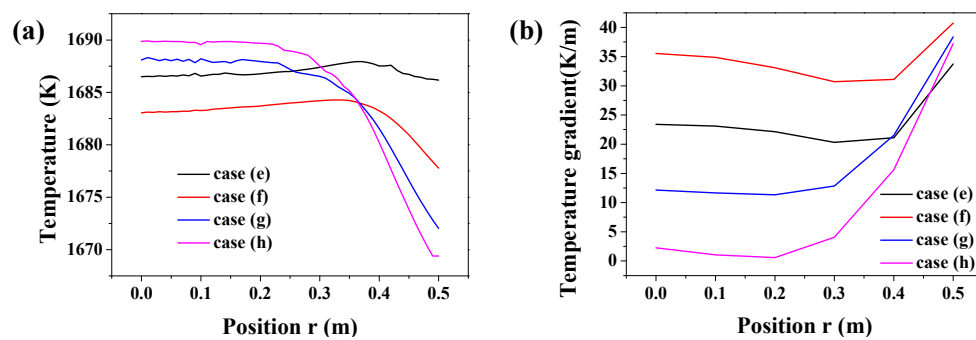 (a)
Temperature (K)
1690
1685
1680
1675
1670
case (e)
case (f)
case (g)
case (h)
0.0 0.1 0.2 0.3 0.4 0.5
Position r (m)
(b)
Temperature gradient(K/m)
40
35
30
25
20
15
10
5
0
case (e)
case (f)
case (g)
case (h)
0.0 0.1 0.2 0.3 0.4 0.5
Position r (m)